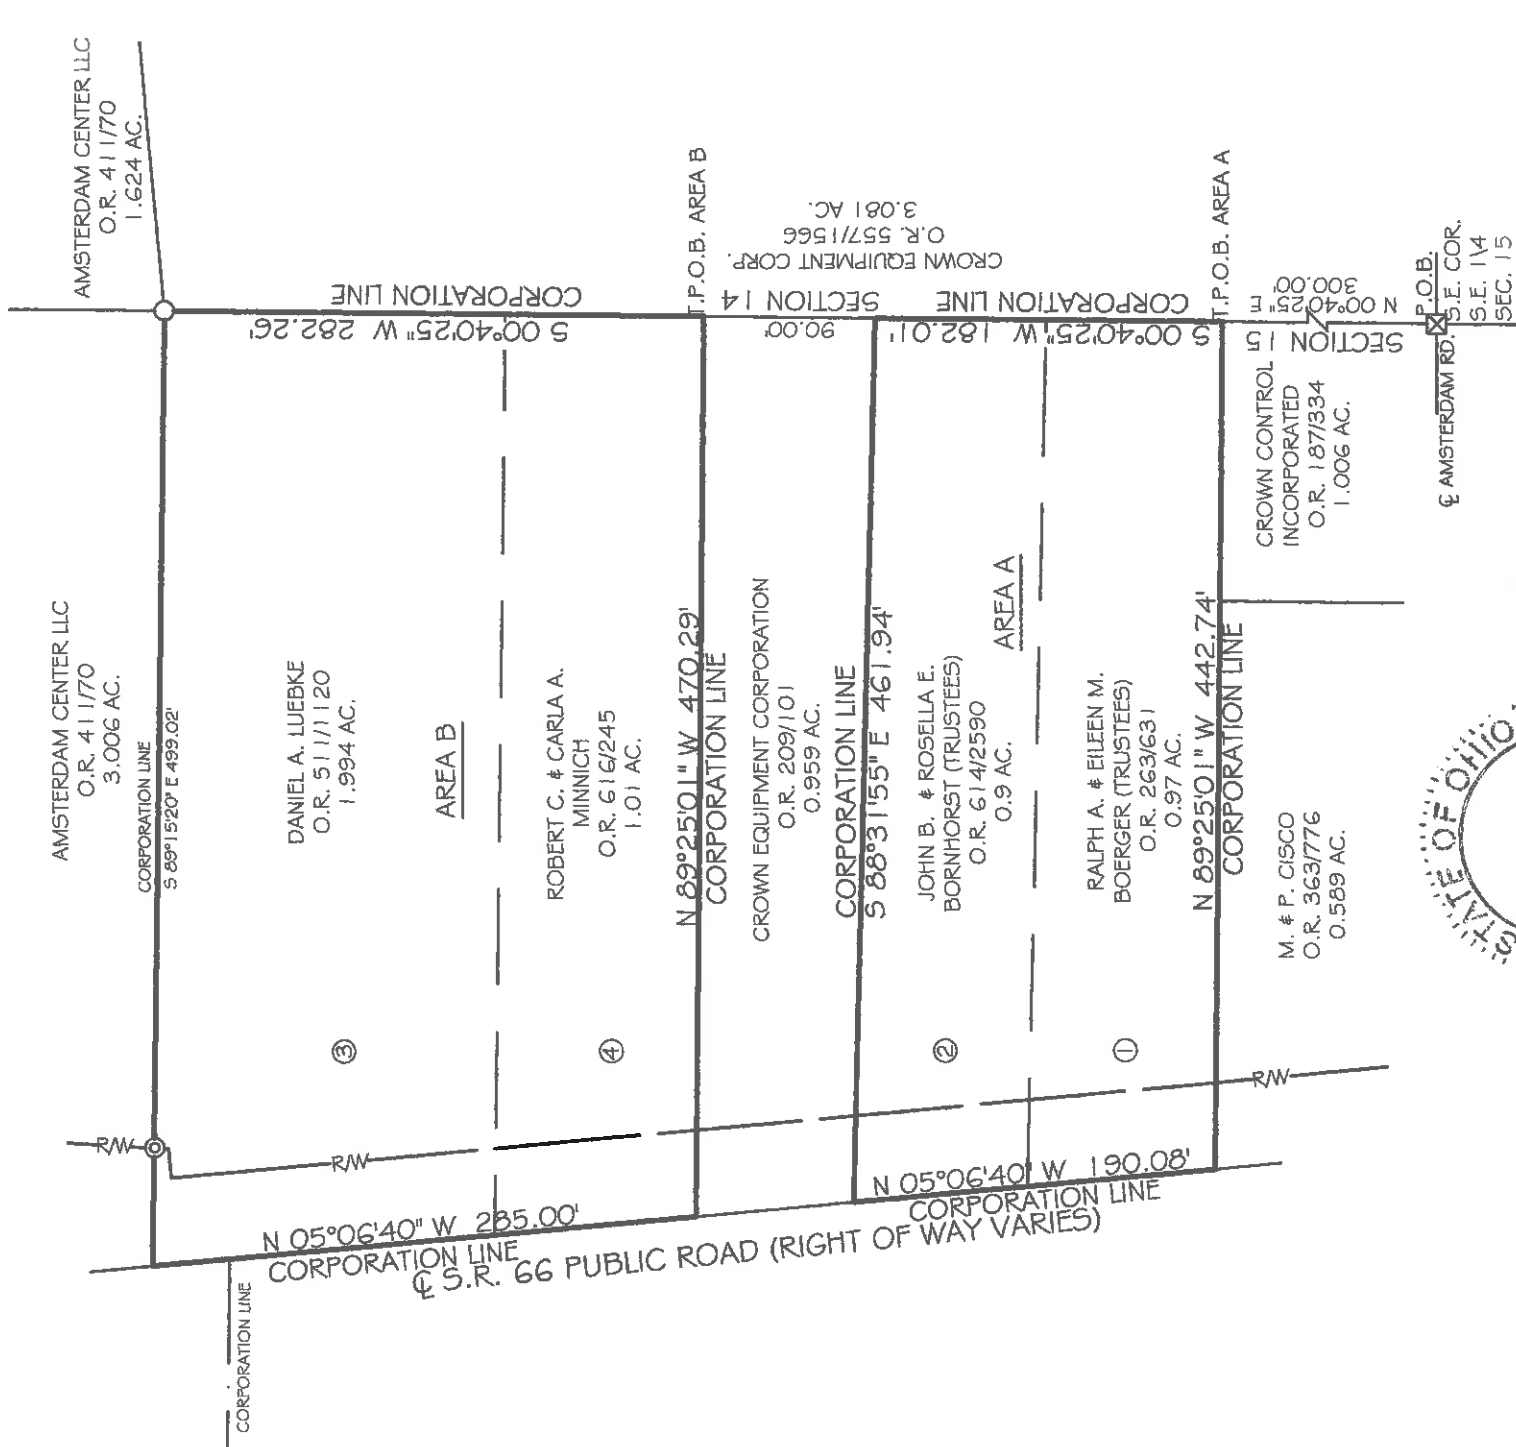 AMSTERDAM CENTER LLC
O.R. 411/70
1.624 AC.
AMSTERDAM CENTER LLC
O.R. 411/70
3.006 AC.
CORPORATION LINE
S 89°15'20" E 499.02'
CORPORATION LINE
S 00°40'25" W 282.26'
DANIEL A. LUEBKE
O.R. 511/1120
1.994 AC.
AREA B
ROBERT C. & CARLA A.
MINNICH
O.R. 616/245
1.01 AC.
③
④
N 89°25'01" W 470.29'
CORPORATION LINE
T.P.O.B. AREA B
CROWN EQUIPMENT CORP.
O.R. 557/1566
3.081 AC.
SECTION 14
90.00'
CROWN EQUIPMENT CORPORATION
O.R. 209/101
0.959 AC.
CORPORATION LINE
S 88°31'55" E 461.94'
CORPORATION LINE
S 00°40'25" W 182.01'
JOHN B. & ROSELLA E.
BORNHORST (TRUSTEES)
O.R. 614/2590
0.9 AC.
AREA A
RALPH A. & EILEEN M.
BOERGER (TRUSTEES)
O.R. 263/631
0.97 AC.
②
①
N 89°25'01" W 442.74'
CORPORATION LINE
T.P.O.B. AREA A
N 00°40'25" E
300.00'
SECTION 15
CROWN CONTROL
INCORPORATED
O.R. 187/334
1.006 AC.
P.O.B.
S.E. COR.
S.E. 1\4
SEC. 15
℄ AMSTERDAM RD.
M. & P. CISCO
O.R. 363/776
0.589 AC.
R/W
R/W
R/W
N 05°06'40" W 285.00'
CORPORATION LINE
N 05°06'40" W 190.08'
CORPORATION LINE
℄ S.R. 66 PUBLIC ROAD (RIGHT OF WAY VARIES)
CORPORATION LINE
STATE OF OHIO